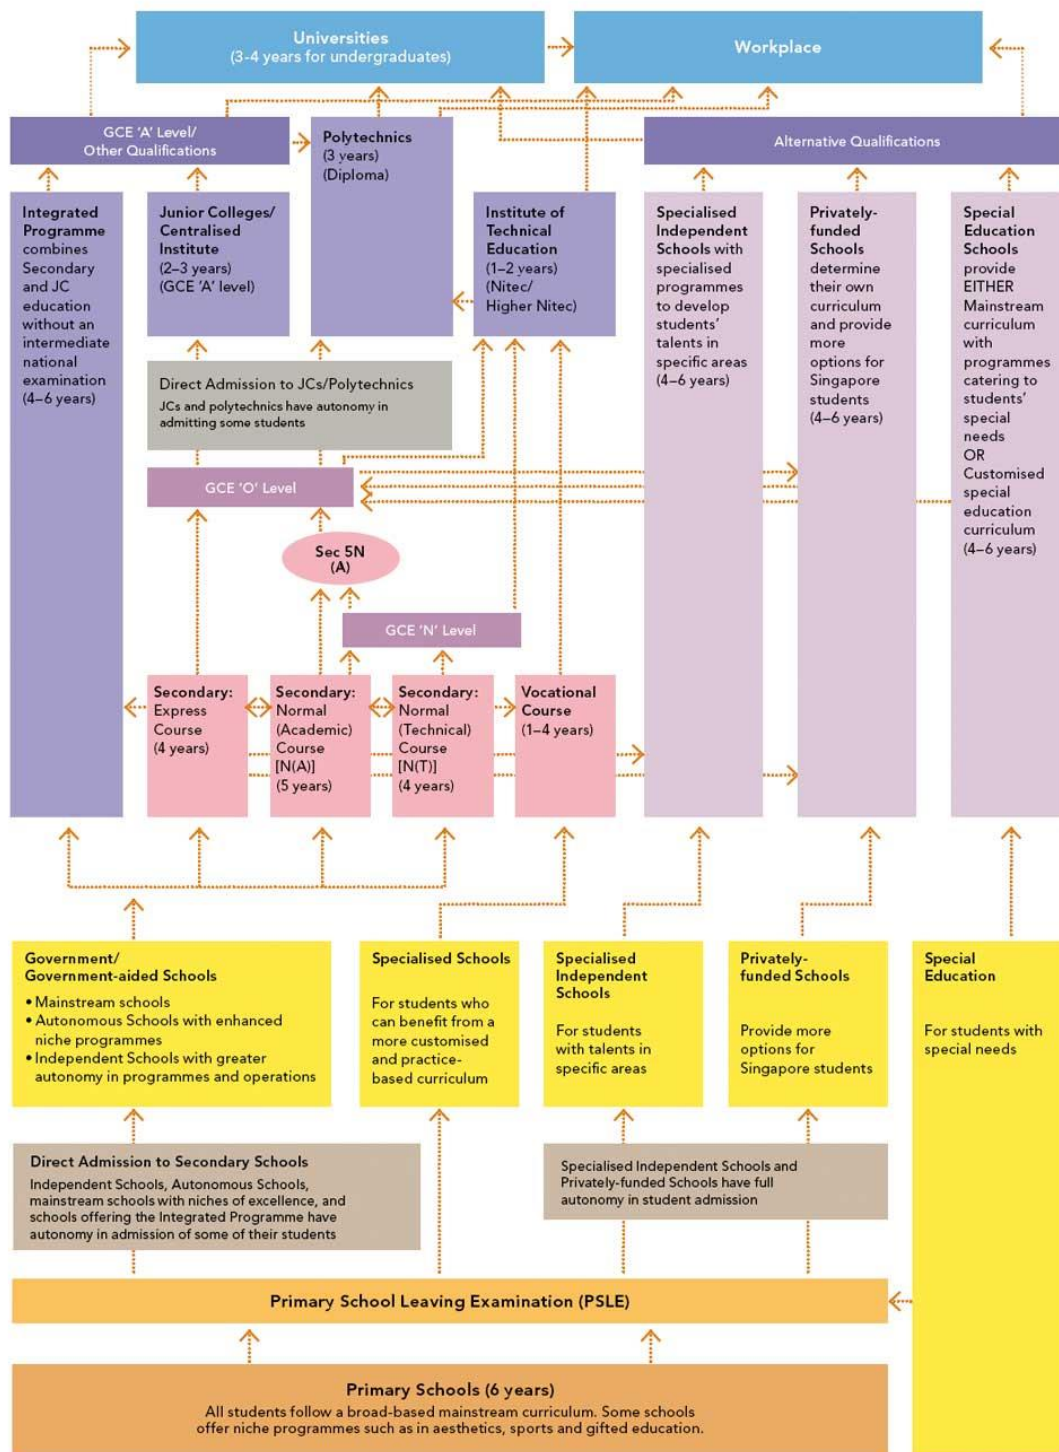 Universities
(3-4 years for undergraduates)
Workplace
GCE 'A' Level/
Other Qualifications
Polytechnics
(3 years)
(Diploma)
Alternative Qualifications
Integrated
Programme
combines
Secondary
and JC
education
without an
intermediate
national
examination
(4–6 years)
Junior Colleges/
Centralised
Institute
(2–3 years)
(GCE 'A' level)
Institute of
Technical
Education
(1–2 years)
(Nitec/
Higher Nitec)
Specialised
Independent
Schools with
specialised
programmes
to develop
students'
talents in
specific areas
(4–6 years)
Privately-
funded
Schools
determine
their own
curriculum
and provide
more
options for
Singapore
students
(4–6 years)
Special
Education
Schools
provide
EITHER
Mainstream
curriculum
with
programmes
catering to
students'
special
needs
OR
Customised
special
education
curriculum
(4–6 years)
Direct Admission to JCs/Polytechnics
JCs and polytechnics have autonomy in
admitting some students
GCE 'O' Level
Sec 5N
(A)
GCE 'N' Level
Secondary:
Express
Course
(4 years)
Secondary:
Normal
(Academic)
Course
[N(A)]
(5 years)
Secondary:
Normal
(Technical)
Course
[N(T)]
(4 years)
Vocational
Course
(1–4 years)
Government/
Government-aided Schools
• Mainstream schools
• Autonomous Schools with enhanced
niche programmes
• Independent Schools with greater
autonomy in programmes and operations
Specialised Schools
For students who
can benefit from a
more customised
and practice-
based curriculum
Specialised
Independent
Schools
For students
with talents in
specific areas
Privately-
funded Schools
Provide more
options for
Singapore students
Special
Education
For students with
special needs
Direct Admission to Secondary Schools
Independent Schools, Autonomous Schools,
mainstream schools with niches of excellence, and
schools offering the Integrated Programme have
autonomy in admission of some of their students
Specialised Independent Schools and
Privately-funded Schools have full
autonomy in student admission
Primary School Leaving Examination (PSLE)
Primary Schools (6 years)
All students follow a broad-based mainstream curriculum. Some schools
offer niche programmes such as in aesthetics, sports and gifted education.